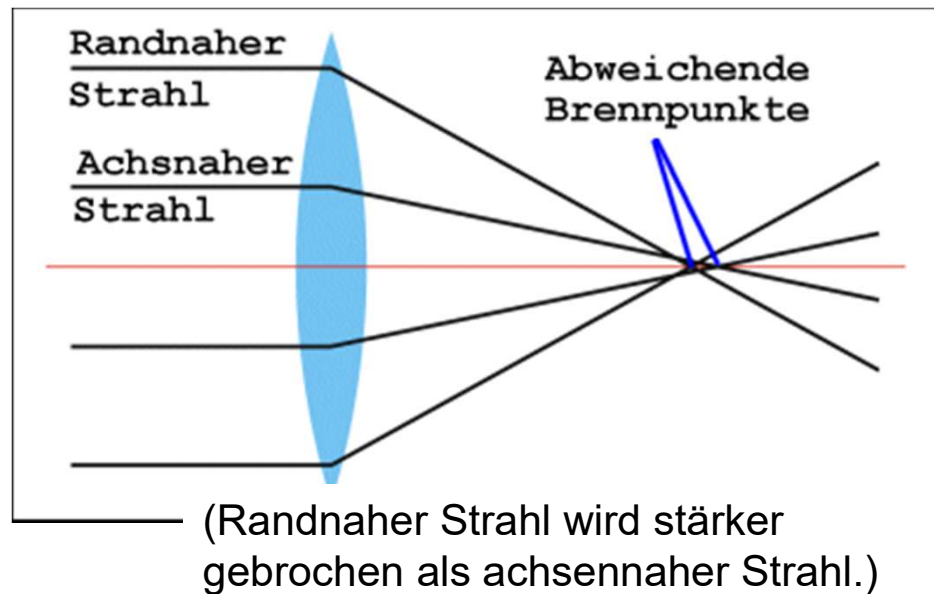 Randnaher
Strahl
Abweichende
Brennpunkte
Achsnaher
Strahl
(Randnaher Strahl wird stärker
gebrochen als achsennaher Strahl.)